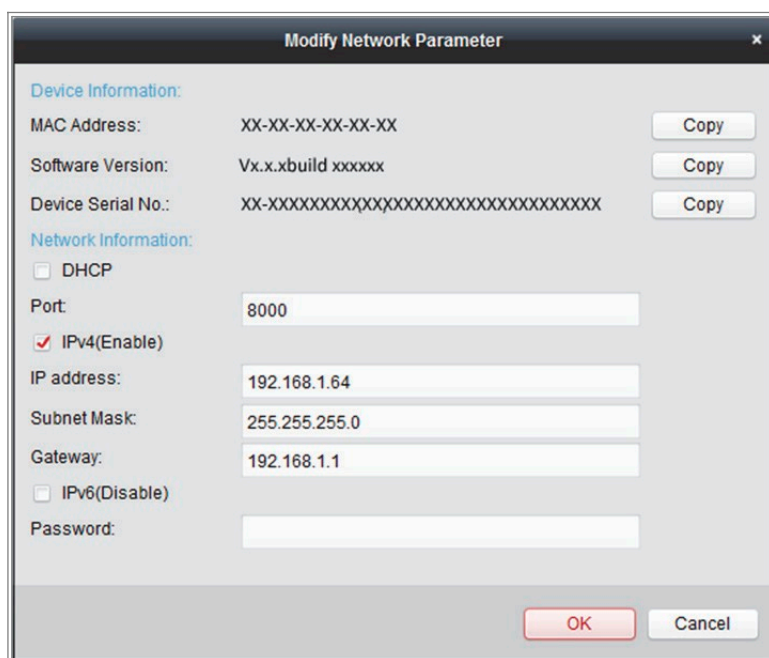 Modify Network Parameter ×
Device Information:
MAC Address: XX-XX-XX-XX-XX-XX Copy
Software Version: Vx.x.xbuild xxxxxx Copy
Device Serial No.: XX-XXXXXXXXXXXXXXXXXXXXXXXXXXXXXXXXX Copy
Network Information:
DHCP
Port: 8000
IPv4(Enable)
IP address: 192.168.1.64
Subnet Mask: 255.255.255.0
Gateway: 192.168.1.1
IPv6(Disable)
Password:
OK Cancel